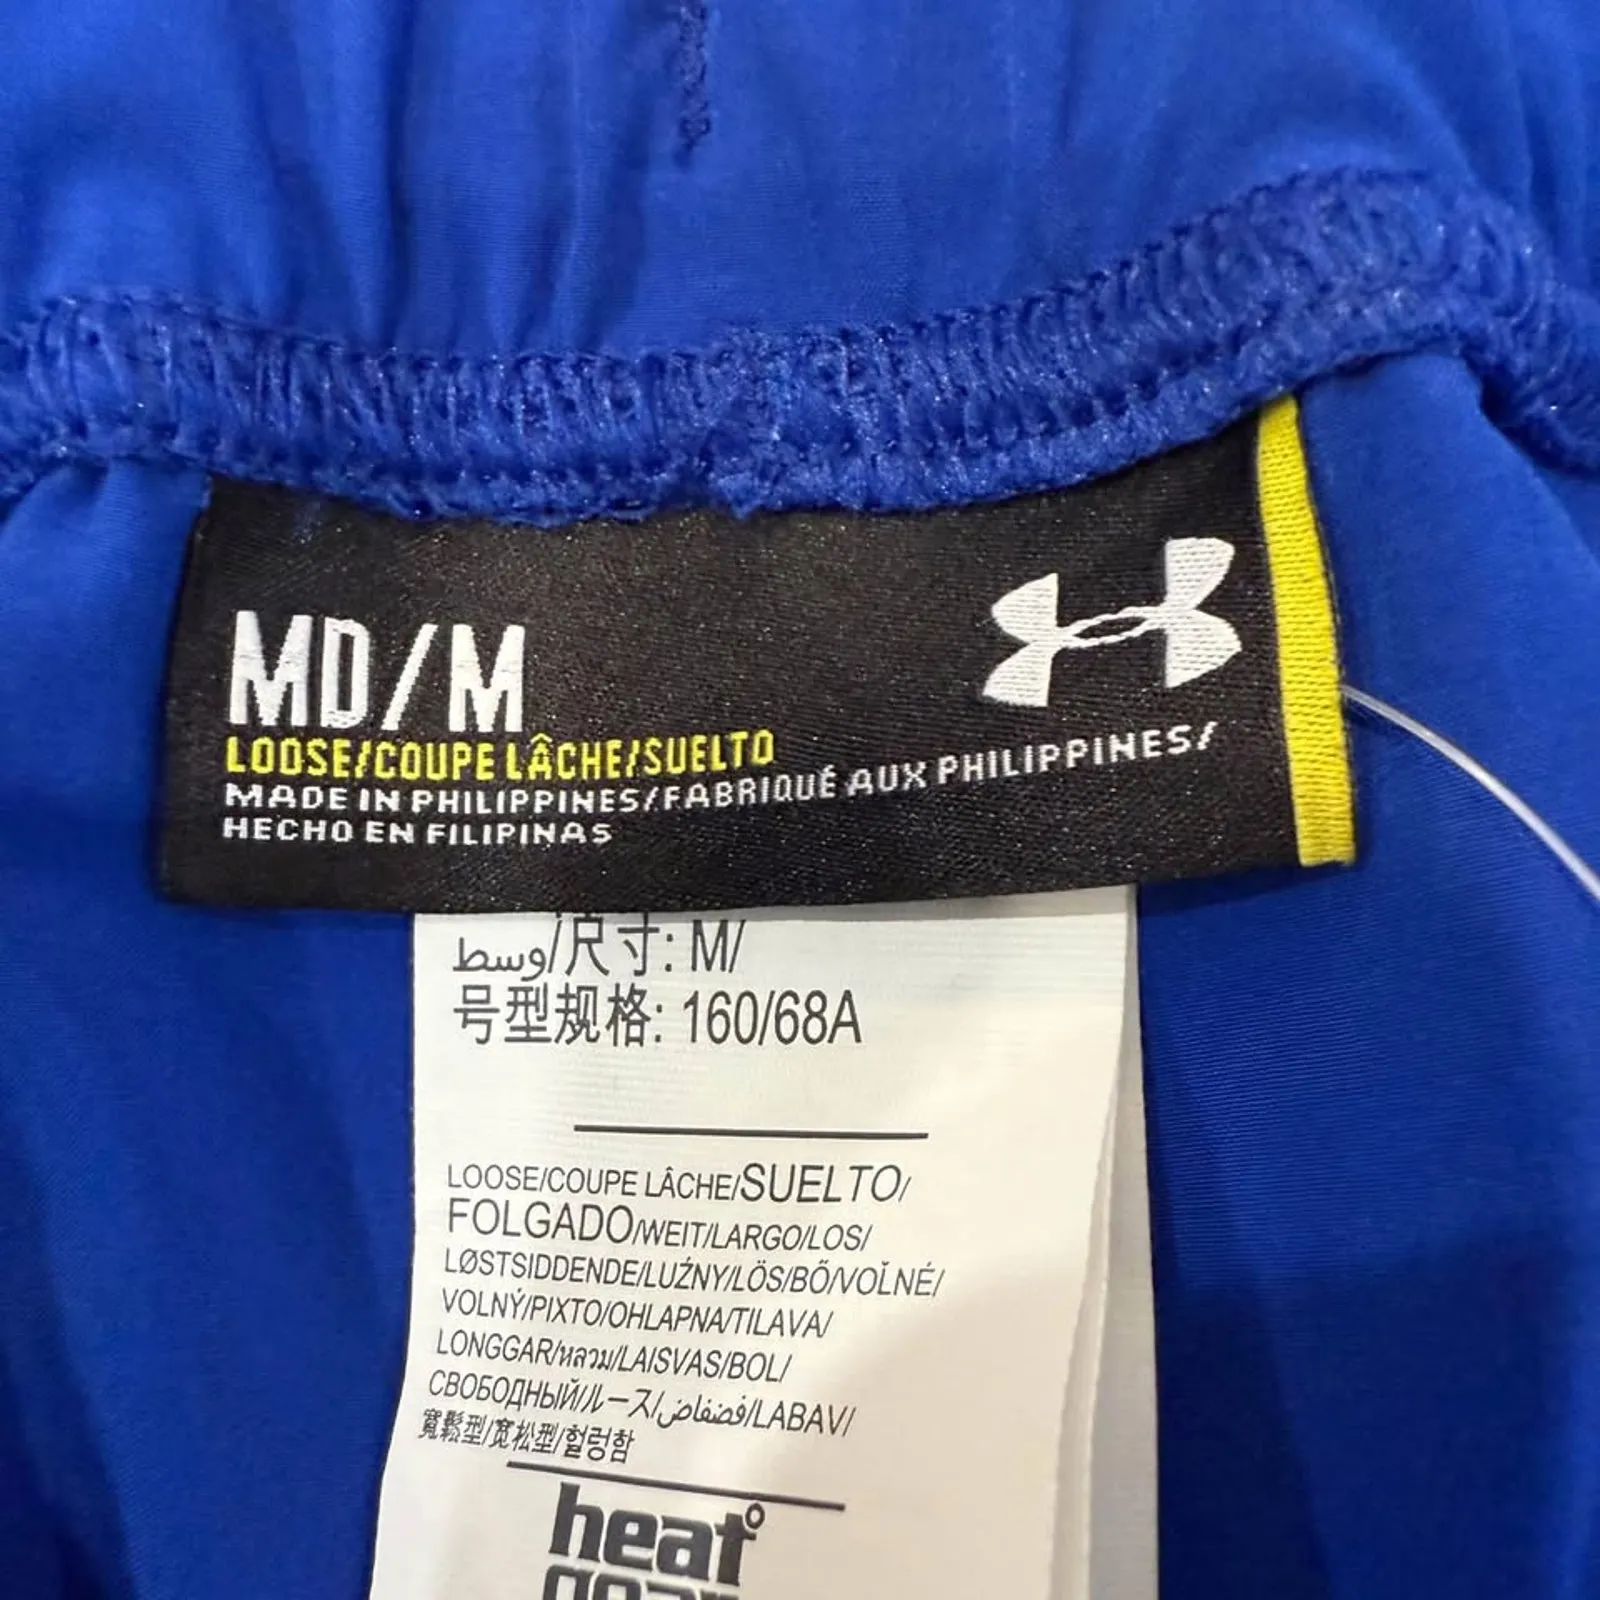 MD/M
LOOSE/COUPE LÂCHE/SUELTO
MADE IN PHILIPPINES/FABRIQUÉ AUX PHILIPPINES/
HECHO EN FILIPINAS
وسط/尺寸: M/
号型规格: 160/68A
LOOSE/COUPE LÂCHE/SUELTO/
FOLGADO/WEIT/LARGO/LOS/
LØSTSIDDENDE/LUŹNY/LÖS/BŐ/VOĽNÉ/
VOLNÝ/PIXTO/OHLAPNA/TILAVA/
LONGGAR/หลวม/LAISVAS/BOL/
СВОБОДНЫЙ/ルース/فضفاض/LABAV/
寬鬆型/宽松型/헐렁함
heat°
gear